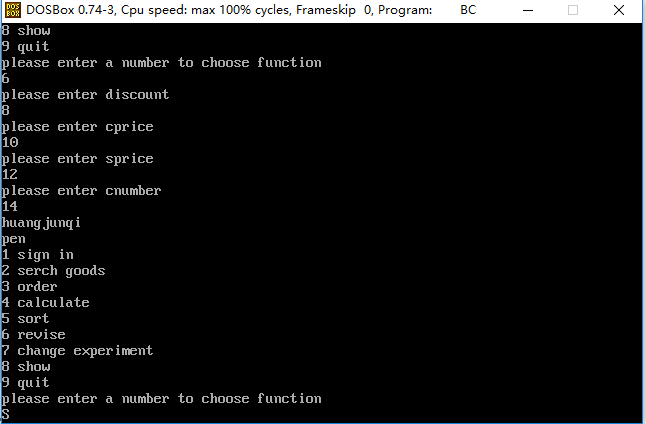 DOSBox 0.74-3, Cpu speed: max 100% cycles, Frameskip 0, Program: BC
8 show
9 quit
please enter a number to choose function
6
please enter discount
8
please enter cprice
10
please enter sprice
12
please enter cnumber
14
huangjunqi
pen
1 sign in
2 serch goods
3 order
4 calculate
5 sort
6 revise
7 change experiment
8 show
9 quit
please enter a number to choose function
S